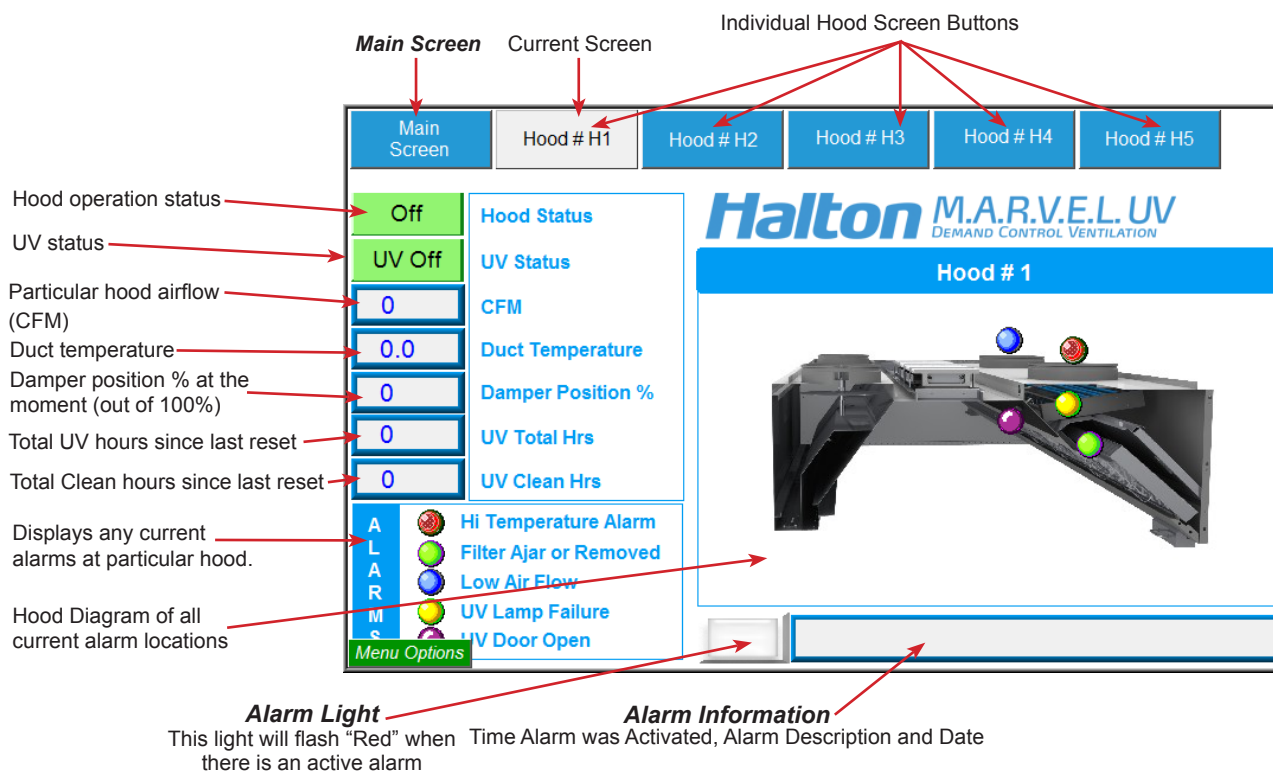 Individual Hood Screen Buttons
Main Screen
Current Screen
Main
Screen
Hood # H1
Hood # H2
Hood # H3
Hood # H4
Hood # H5
Hood operation status
Off
Hood Status
UV status
UV Off
UV Status
Particular hood airflow
(CFM)
0
CFM
Duct temperature
0.0
Duct Temperature
Damper position % at the
moment (out of 100%)
0
Damper Position %
Total UV hours since last reset
0
UV Total Hrs
Total Clean hours since last reset
0
UV Clean Hrs
Halton M.A.R.V.E.L. UV
DEMAND CONTROL VENTILATION
Hood # 1
Displays any current
alarms at particular hood.
ALARMS
Hi Temperature Alarm
Filter Ajar or Removed
Low Air Flow
UV Lamp Failure
UV Door Open
Hood Diagram of all
current alarm locations
Menu Options
Alarm Light
This light will flash “Red” when
there is an active alarm
Alarm Information
Time Alarm was Activated, Alarm Description and Date